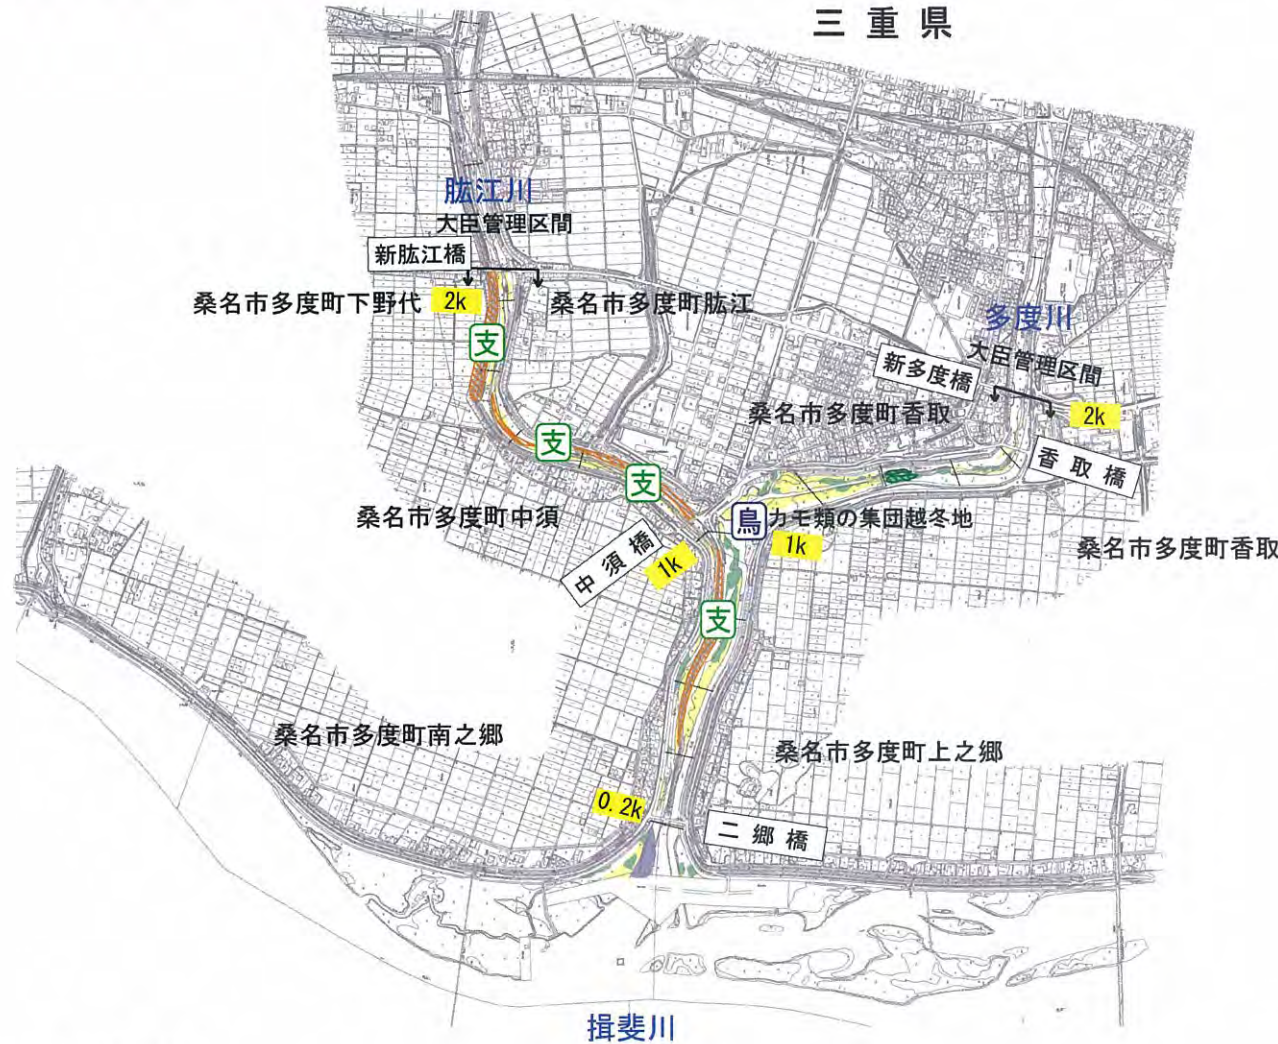 三重県
肱江川
大臣管理区間
新肱江橋
桑名市多度町下野代
2k
桑名市多度町肱江
支
多度川
大臣管理区間
新多度橋
2k
桑名市多度町香取
香取橋
支
支
桑名市多度町中須
鳥
カモ類の集団越冬地
1k
桑名市多度町香取
中須橋
1k
支
桑名市多度町南之郷
桑名市多度町上之郷
0.2k
二郷橋
揖斐川